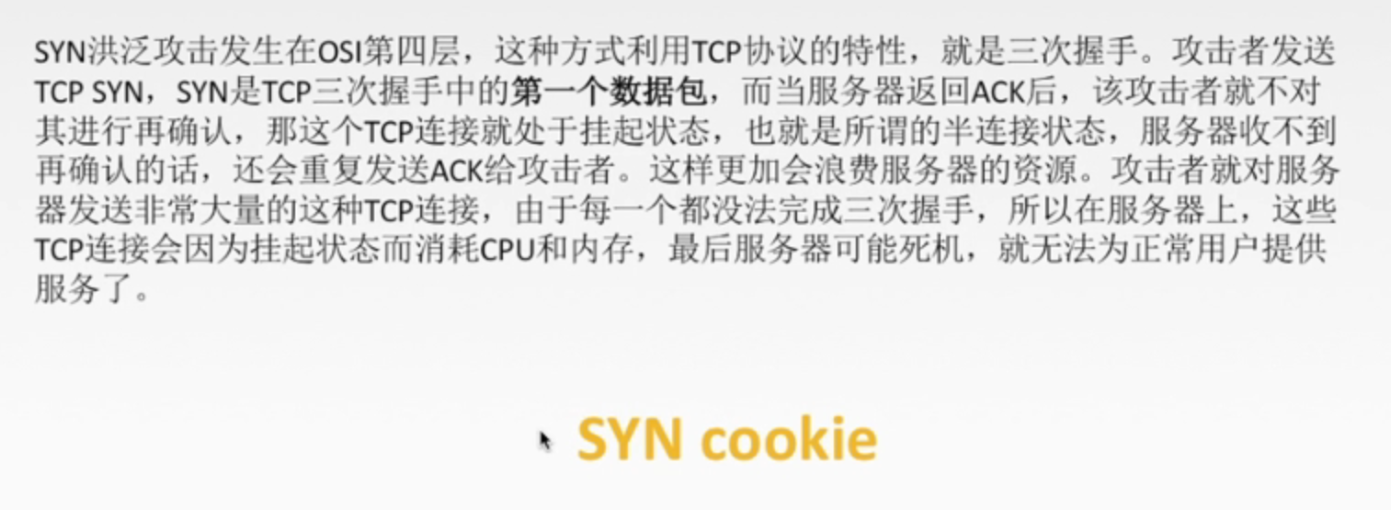 SYN洪泛攻击发生在OSI第四层，这种方式利用TCP协议的特性，就是三次握手。攻击者发送
TCP SYN，SYN是TCP三次握手中的第一个数据包，而当服务器返回ACK后，该攻击者就不对
其进行再确认，那这个TCP连接就处于挂起状态，也就是所谓的半连接状态，服务器收不到
再确认的话，还会重复发送ACK给攻击者。这样更加会浪费服务器的资源。攻击者就对服务
器发送非常大量的这种TCP连接，由于每一个都没法完成三次握手，所以在服务器上，这些
TCP连接会因为挂起状态而消耗CPU和内存，最后服务器可能死机，就无法为正常用户提供
服务了。
SYN cookie